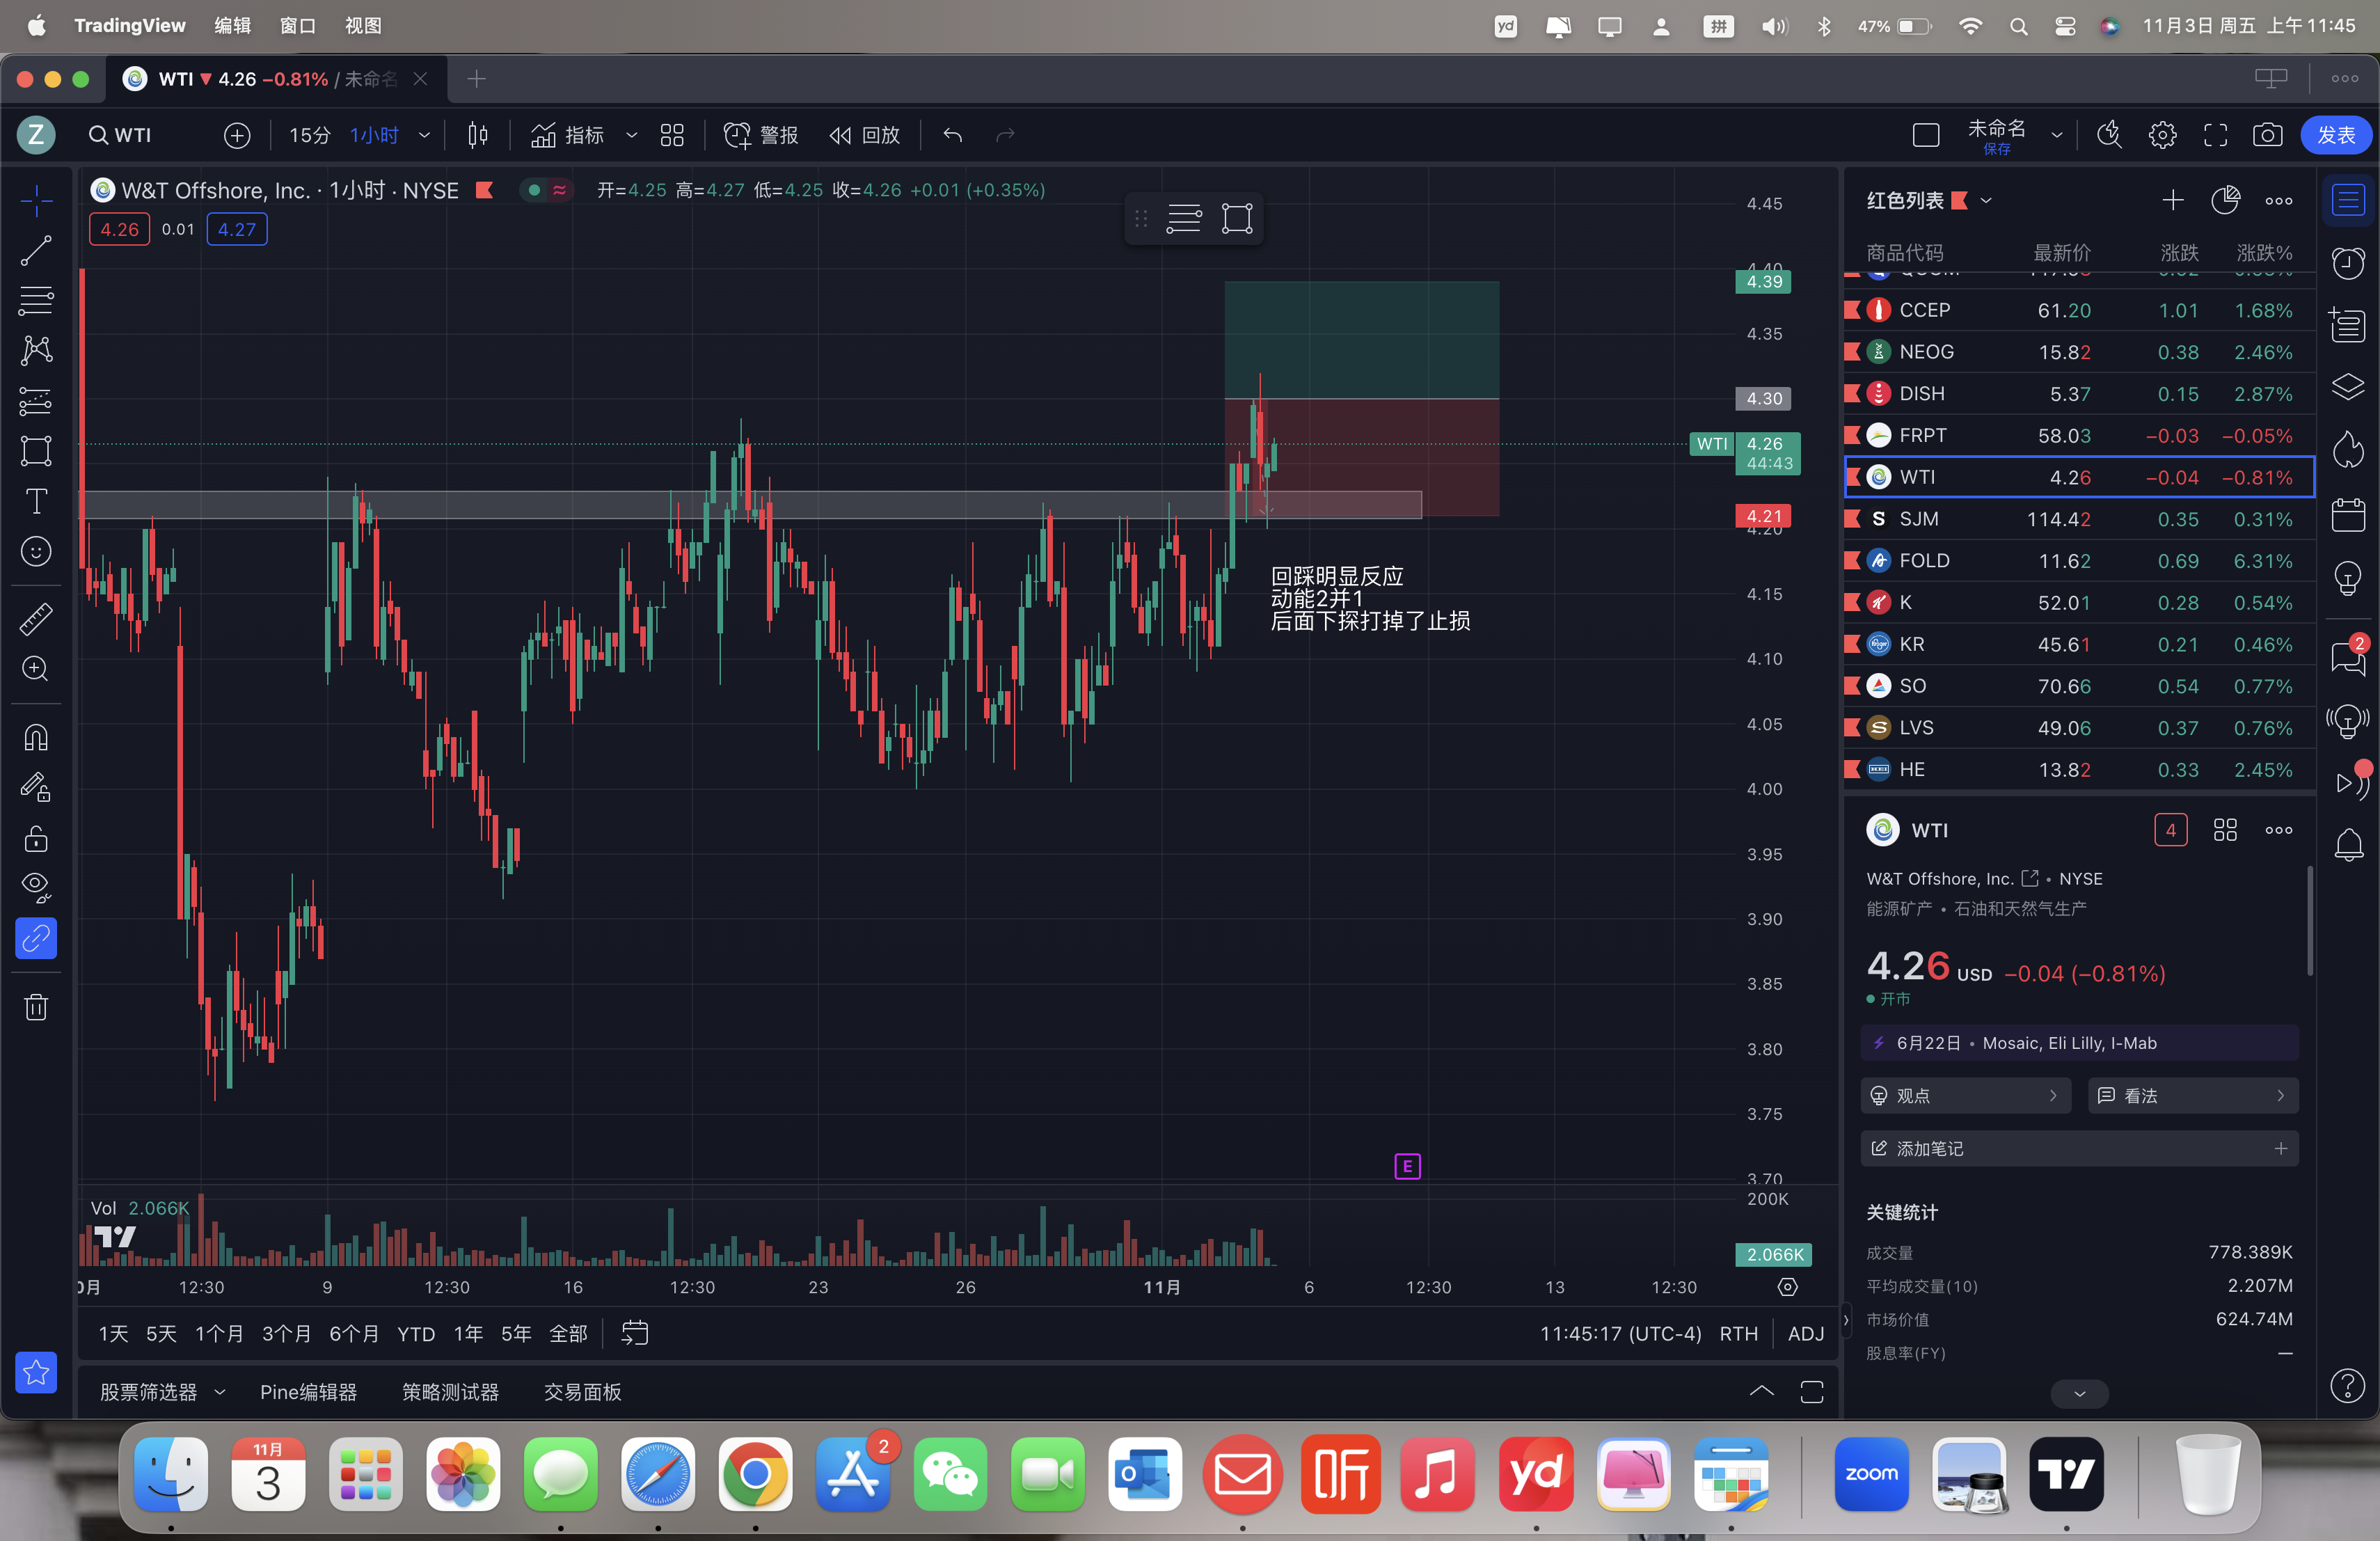 TradingView 编辑 窗口 视图
yd 拼 47% 11月3日 周五 上午 11:45
WTI 4.26 −0.81% / 未命名
Z WTI 15分 1小时 指标 警报 回放 未命名 保存 发表
W&T Offshore, Inc. · 1小时 · NYSE 开=4.25 高=4.27 低=4.25 收=4.26 +0.01 (+0.35%)
4.26 0.01 4.27
4.45
4.40
4.39
4.35
4.30
WTI 4.26
44:43
4.21
4.20
4.15
4.10
4.05
4.00
3.95
3.90
3.85
3.80
3.75
3.70
回踩明显反应
动能2并1
后面下探打掉了止损
E
Vol 2.066K
200K
2.066K
0月 12:30 9 12:30 16 12:30 23 26 11月 6 12:30 13 12:30
1天 5天 1个月 3个月 6个月 YTD 1年 5年 全部 11:45:17 (UTC-4) RTH ADJ
股票筛选器 Pine编辑器 策略测试器 交易面板
红色列表
商品代码 最新价 涨跌 涨跌%
CCEP 61.20 1.01 1.68%
NEOG 15.82 0.38 2.46%
DISH 5.37 0.15 2.87%
FRPT 58.03 −0.03 −0.05%
WTI 4.26 −0.04 −0.81%
SJM 114.42 0.35 0.31%
FOLD 11.62 0.69 6.31%
K 52.01 0.28 0.54%
KR 45.61 0.21 0.46%
SO 70.66 0.54 0.77%
LVS 49.06 0.37 0.76%
HE 13.82 0.33 2.45%
2
WTI 4
W&T Offshore, Inc. • NYSE
能源矿产 • 石油和天然气生产
4.26 USD −0.04 (−0.81%)
开市
6月22日 • Mosaic, Eli Lilly, I-Mab
观点 看法
添加笔记
关键统计
成交量 778.389K
平均成交量(10) 2.207M
市场价值 624.74M
股息率(FY) —
11月
3
2
听
yd
zoom